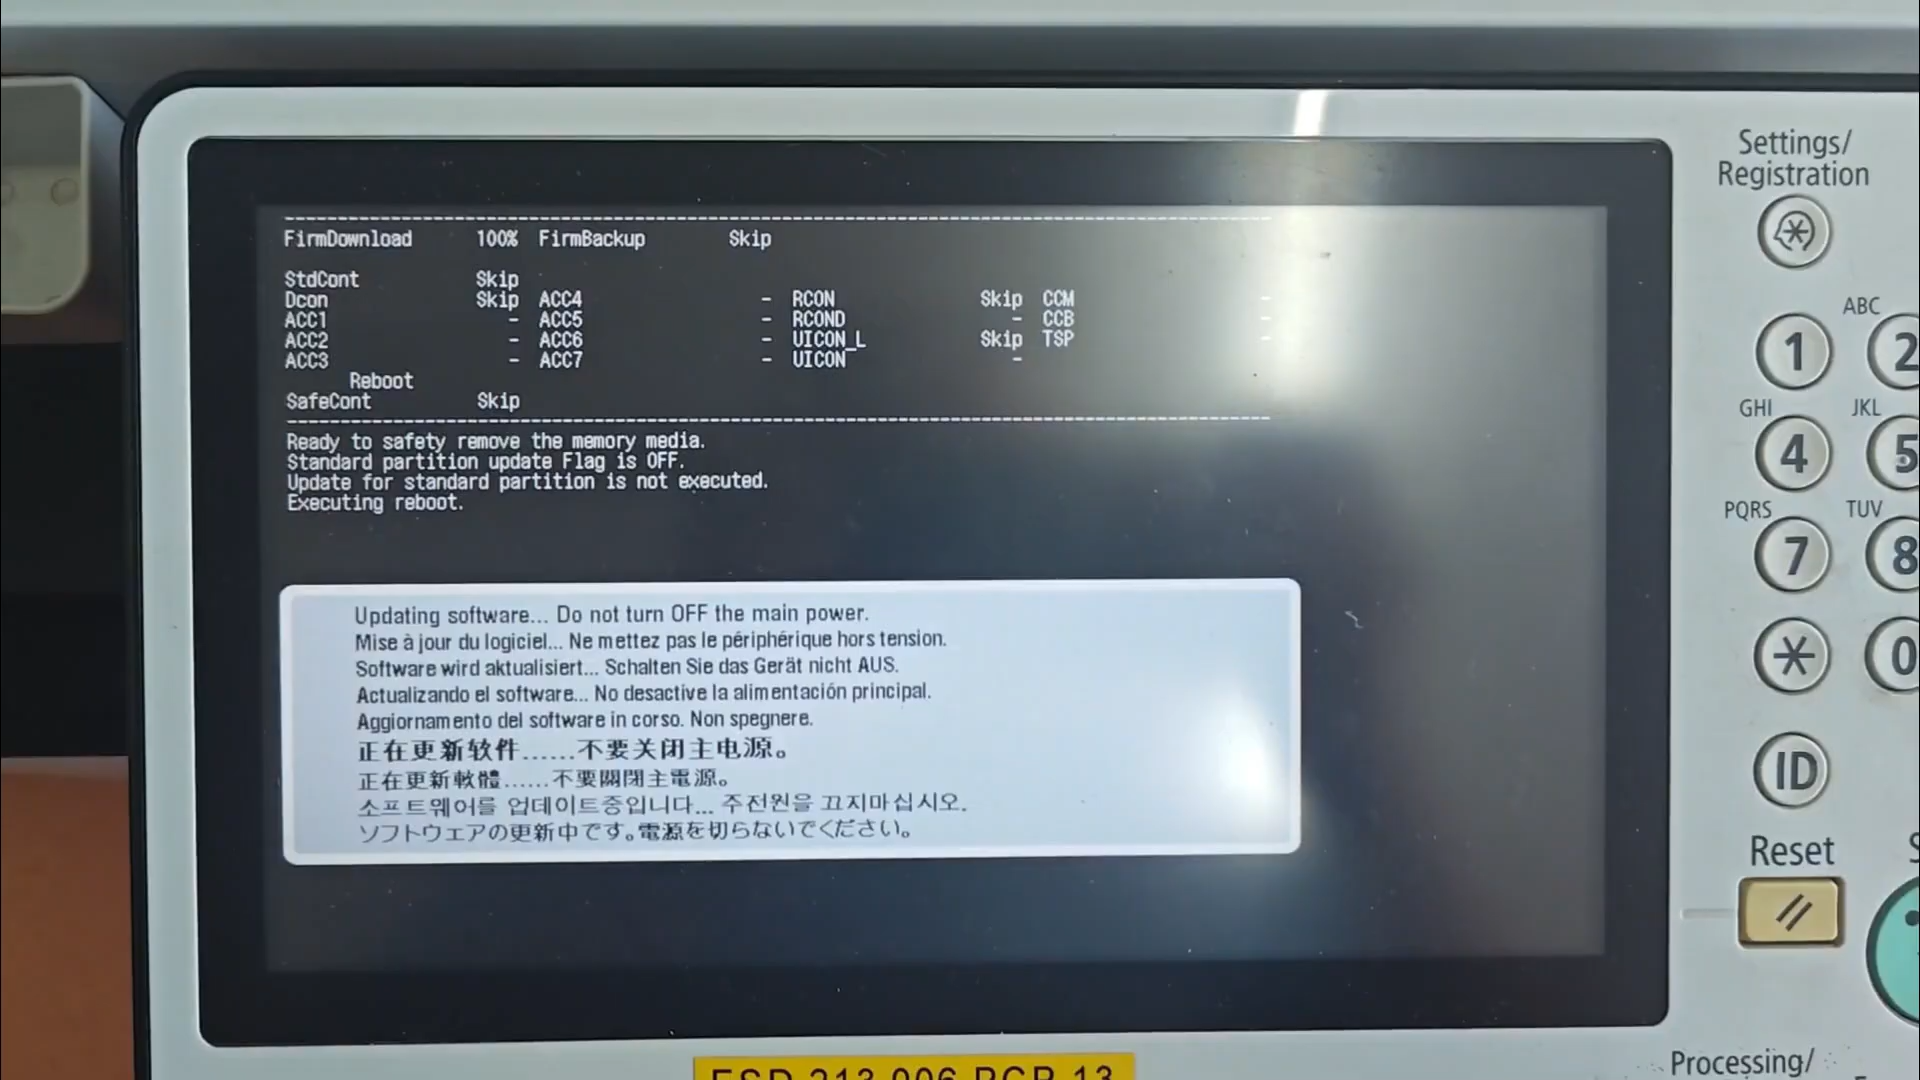 FirmDownload 100% FirmBackup Skip
StdCont Skip
Dcon Skip ACC4 - RCON Skip CCM -
ACC1 - ACC5 - RCOND - CCB -
ACC2 - ACC6 - UICON_L Skip TSP -
ACC3 - ACC7 - UICON -
Reboot
SafeCont Skip
Ready to safety remove the memory media.
Standard partition update Flag is OFF.
Update for standard partition is not executed.
Executing reboot.
Updating software... Do not turn OFF the main power.
Mise à jour du logiciel... Ne mettez pas le périphérique hors tension.
Software wird aktualisiert... Schalten Sie das Gerät nicht AUS.
Actualizando el software... No desactive la alimentación principal.
Aggiornamento del software in corso. Non spegnere.
正在更新软件......不要关闭主电源。
正在更新軟體......不要關閉主電源。
소프트웨어를 업데이트중입니다... 주전원을 끄지마십시오.
ソフトウェアの更新中です。電源を切らないでください。
Settings/
Registration
ABC
1 2
GHI JKL
4 5
PQRS TUV
7 8
* 0
ID
Reset
Processing/